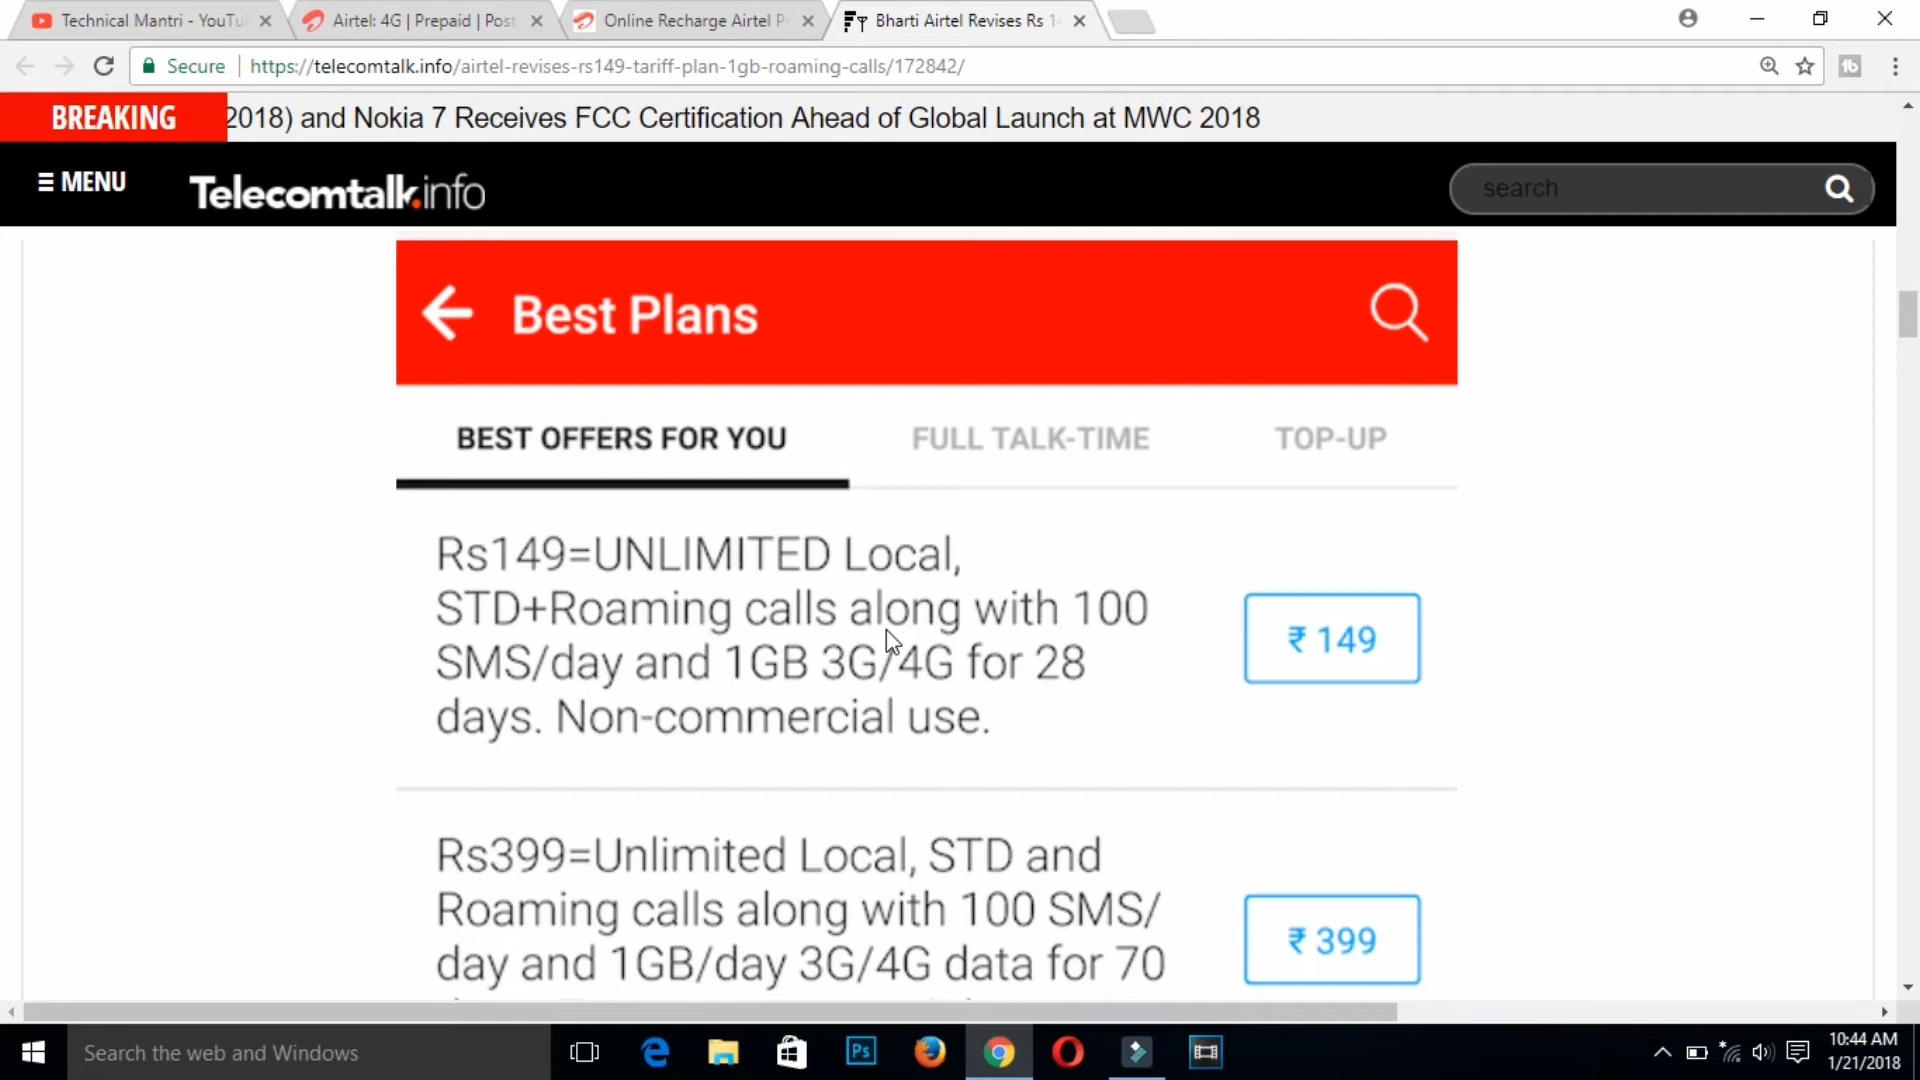 Technical Mantri - YouTu
Airtel: 4G | Prepaid | Post
Online Recharge Airtel P
Bharti Airtel Revises Rs 14
Secure
https://telecomtalk.info/airtel-revises-rs149-tariff-plan-1gb-roaming-calls/172842/
BREAKING
2018) and Nokia 7 Receives FCC Certification Ahead of Global Launch at MWC 2018
MENU
Telecomtalk.info
search
Best Plans
BEST OFFERS FOR YOU
FULL TALK-TIME
TOP-UP
Rs149=UNLIMITED Local,
STD+Roaming calls along with 100
SMS/day and 1GB 3G/4G for 28
days. Non-commercial use.
₹ 149
Rs399=Unlimited Local, STD and
Roaming calls along with 100 SMS/
day and 1GB/day 3G/4G data for 70
₹ 399
Search the web and Windows
Ps
10:44 AM
1/21/2018